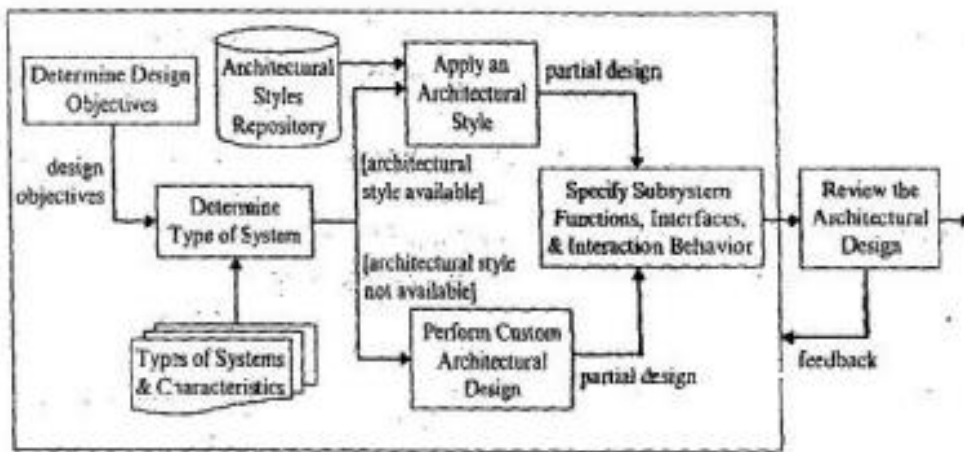 Determine Design
Objectives
Architectural
Styles
Repository
Apply an
Architectural
Style
partial design
design
objectives
[architectural
style available]
Determine
Type of System
Specify Subsystem
Functions, Interfaces,
& Interaction Behavior
Review the
Architectural
Design
[architectural style
not available]
Types of Systems
& Characteristics
Perform Custom
Architectural
Design
partial design
feedback